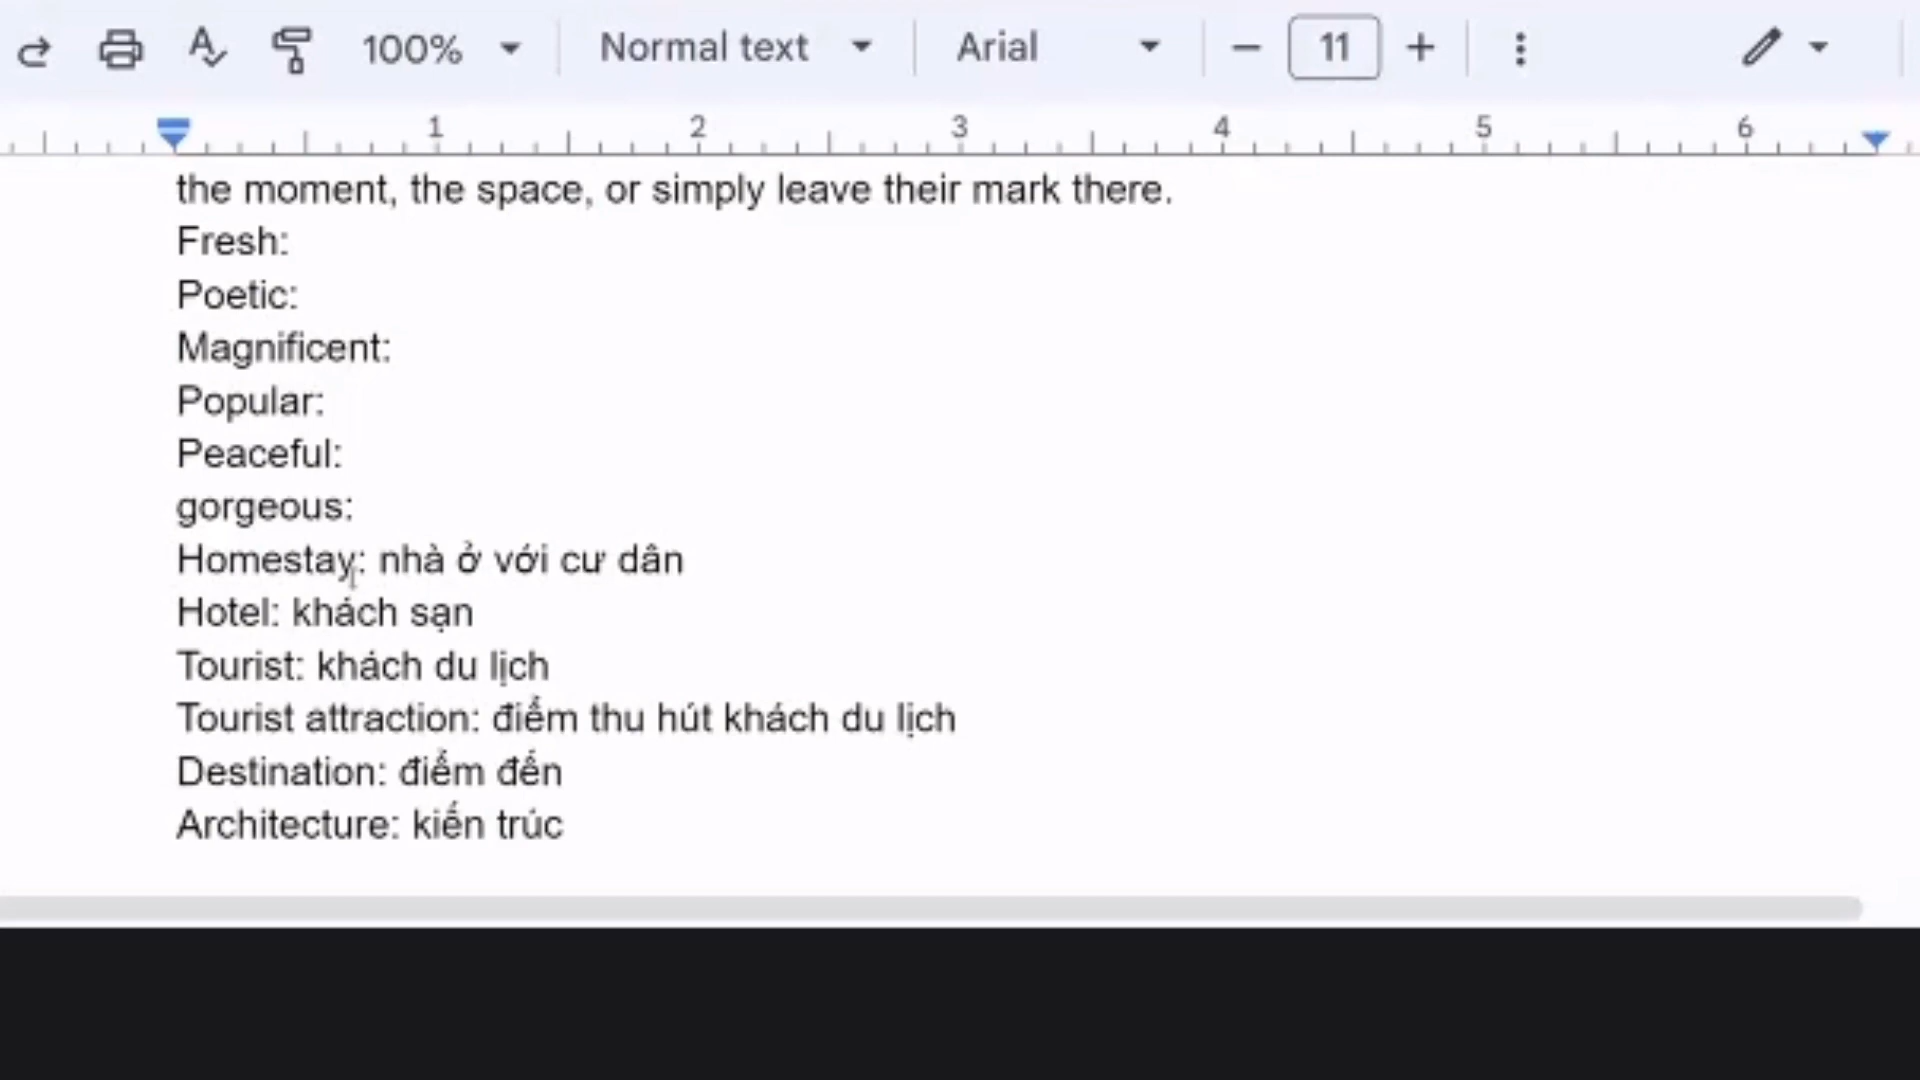 100% Normal text Arial 11
1 2 3 4 5 6
the moment, the space, or simply leave their mark there.
Fresh:
Poetic:
Magnificent:
Popular:
Peaceful:
gorgeous:
Homestay: nhà ở với cư dân
Hotel: khách sạn
Tourist: khách du lịch
Tourist attraction: điểm thu hút khách du lịch
Destination: điểm đến
Architecture: kiến trúc